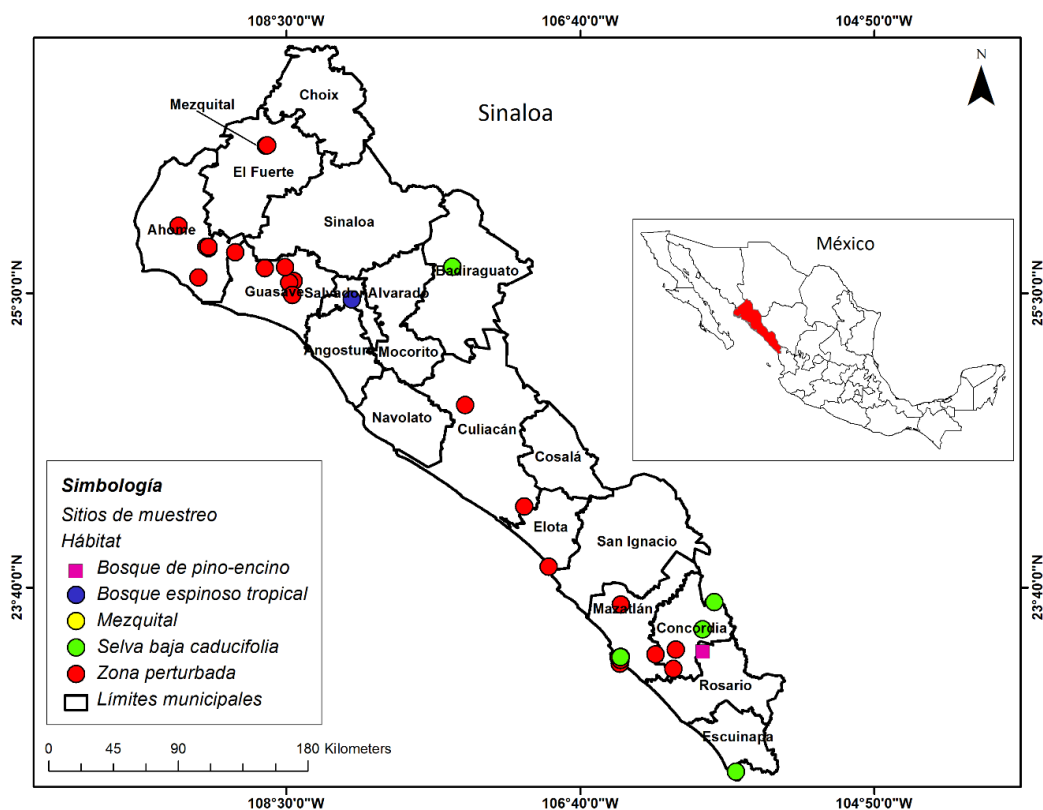 108°30'0"W 106°40'0"W 104°50'0"W
N
Sinaloa
Choix
Mezquital
El Fuerte
Sinaloa
Ahome
México
Badiraguato
25°30'0"N
25°30'0"N
Guasave
Salvador Alvarado
Angostura
Mocorito
Navolato
Culiacán
Cosalá
Simbología
Sitios de muestreo
Hábitat
Bosque de pino-encino
Bosque espinoso tropical
Mezquital
Selva baja caducifolia
Zona perturbada
Límites municipales
Elota
San Ignacio
23°40'0"N
23°40'0"N
Mazatlán
Concordia
Rosario
Escuinapa
0 45 90 180 Kilometers
108°30'0"W 106°40'0"W 104°50'0"W